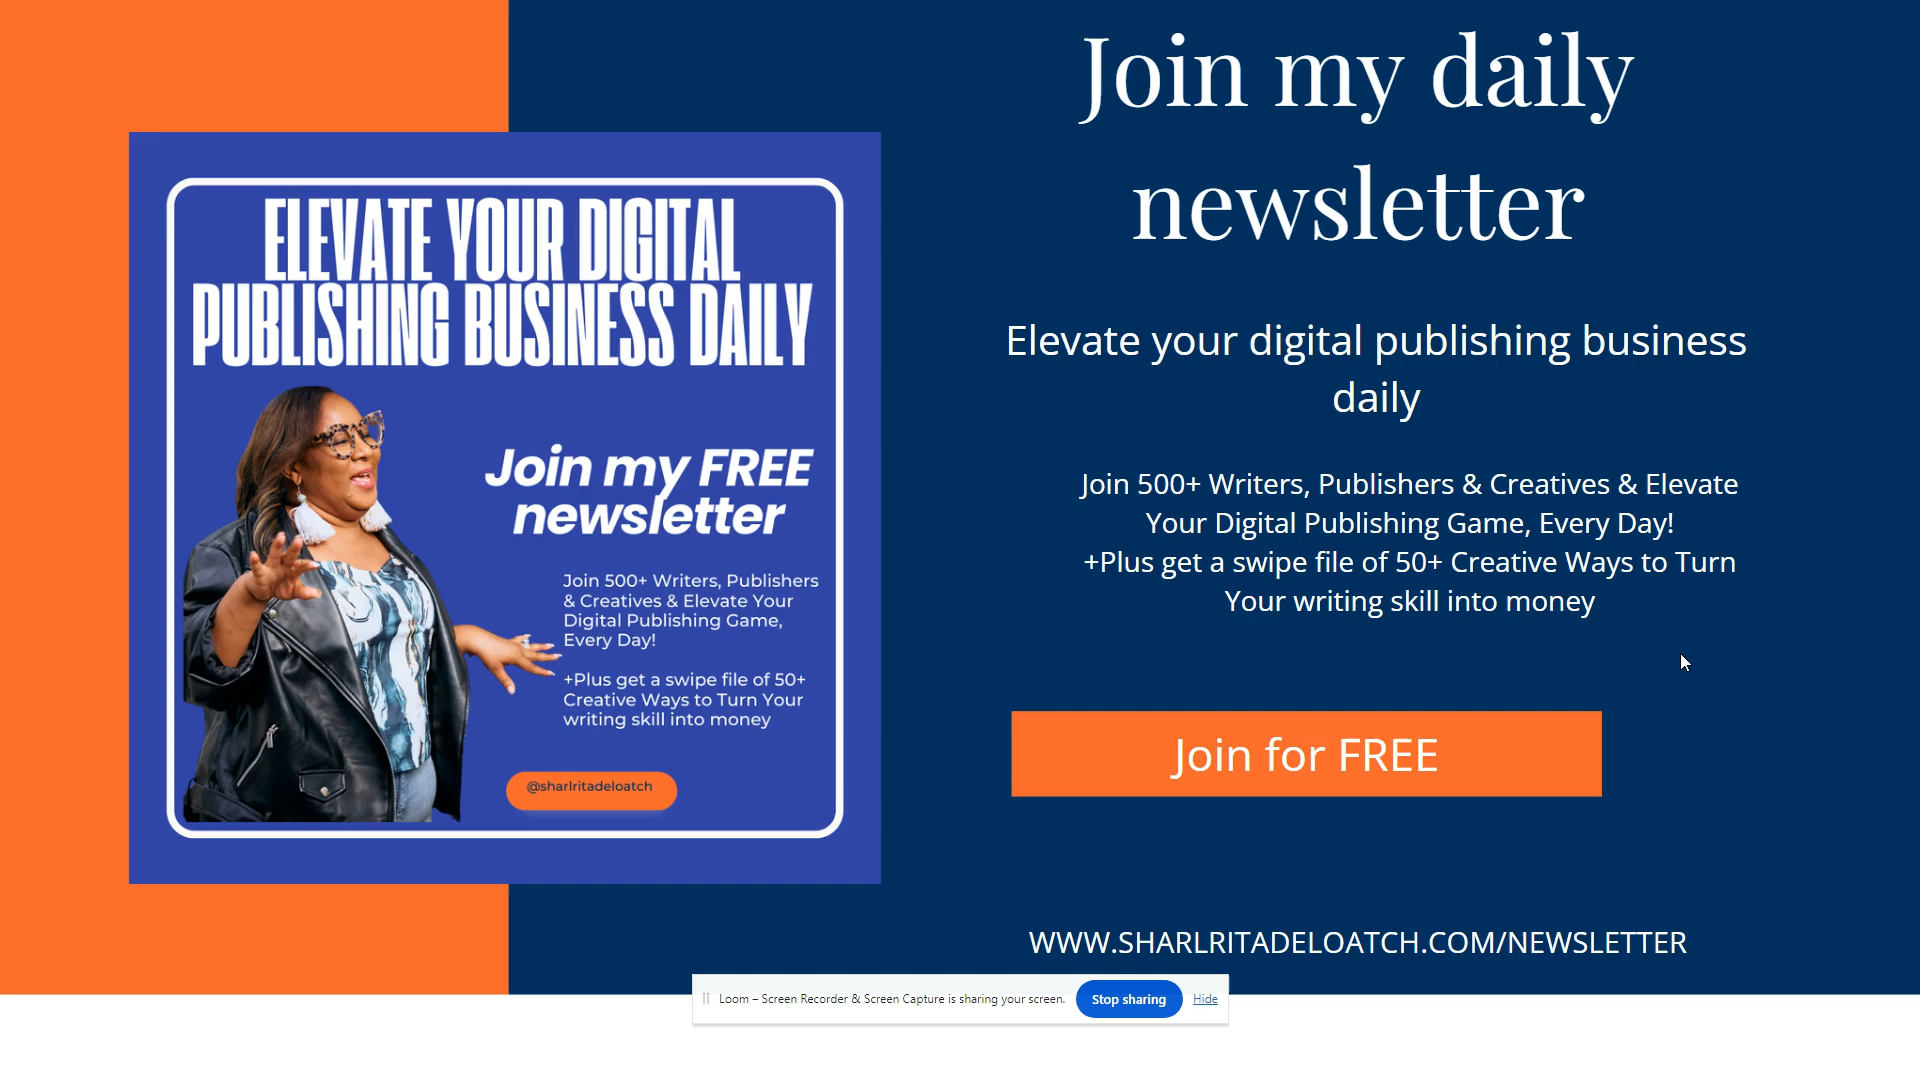 ELEVATE YOUR DIGITAL
PUBLISHING BUSINESS DAILY
Join my FREE
newsletter
Join 500+ Writers, Publishers
& Creatives & Elevate Your
Digital Publishing Game,
Every Day!
+Plus get a swipe file of 50+
Creative Ways to Turn Your
writing skill into money
@sharlritadeloatch
Join my daily
newsletter
Elevate your digital publishing business
daily
Join 500+ Writers, Publishers & Creatives & Elevate
Your Digital Publishing Game, Every Day!
+Plus get a swipe file of 50+ Creative Ways to Turn
Your writing skill into money
Join for FREE
WWW.SHARLRITADELOATCH.COM/NEWSLETTER
Loom – Screen Recorder & Screen Capture is sharing your screen.
Stop sharing
Hide